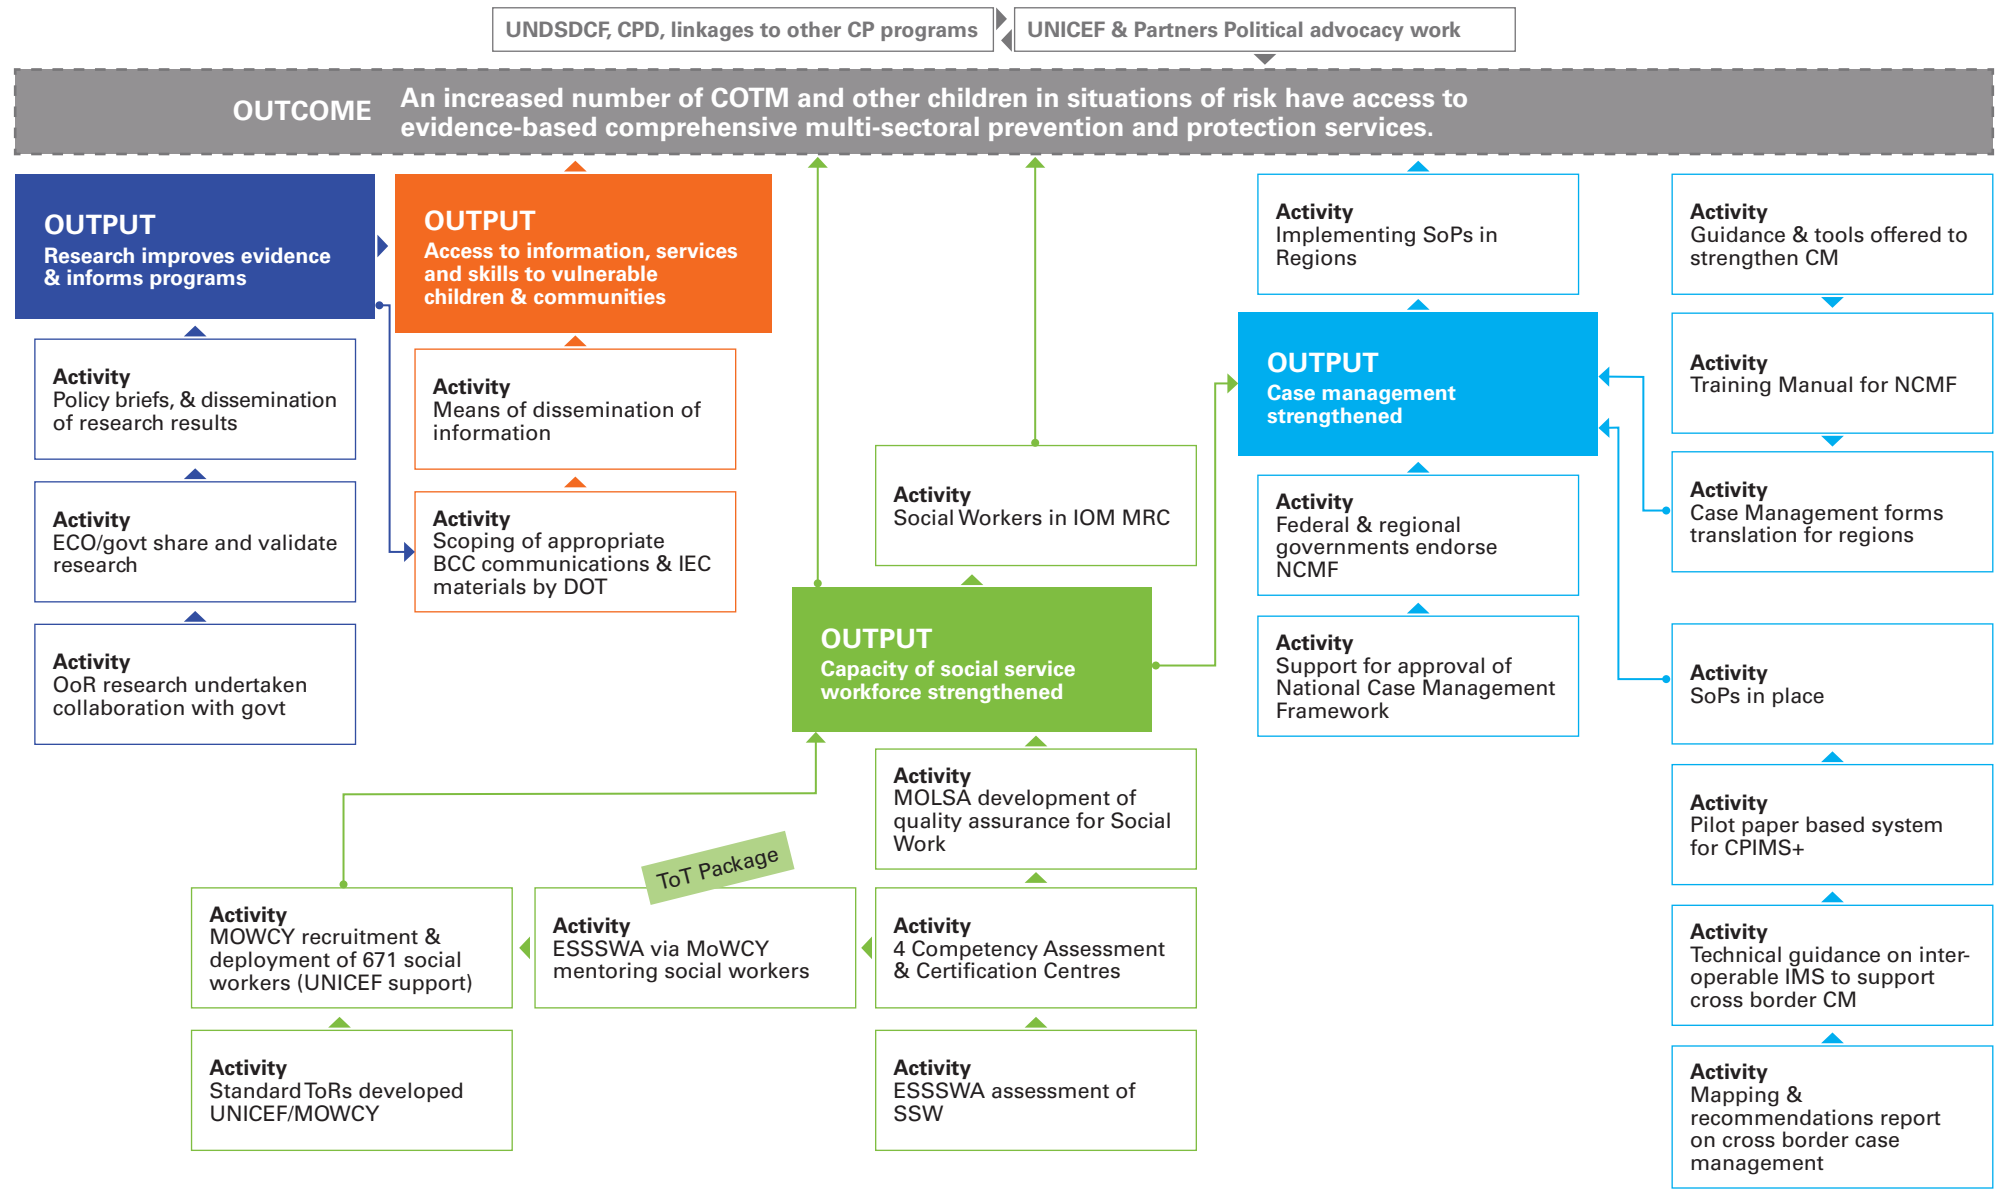 UNDSDCF, CPD, linkages to other CP programs
UNICEF & Partners Political advocacy work
OUTCOME
An increased number of COTM and other children in situations of risk have access to
evidence-based comprehensive multi-sectoral prevention and protection services.
OUTPUT
Research improves evidence
& informs programs
Activity
Policy briefs, & dissemination
of research results
Activity
ECO/govt share and validate
research
Activity
OoR research undertaken
collaboration with govt
OUTPUT
Access to information, services
and skills to vulnerable
children & communities
Activity
Means of dissemination of
information
Activity
Scoping of appropriate
BCC communications & IEC
materials by DOT
Activity
Social Workers in IOM MRC
OUTPUT
Capacity of social service
workforce strengthened
Activity
MOLSA development of
quality assurance for Social
Work
ToT Package
Activity
MOWCY recruitment &
deployment of 671 social
workers (UNICEF support)
Activity
ESSSWA via MoWCY
mentoring social workers
Activity
4 Competency Assessment
& Certification Centres
Activity
Standard ToRs developed
UNICEF/MOWCY
Activity
ESSSWA assessment of
SSW
Activity
Implementing SoPs in
Regions
OUTPUT
Case management
strengthened
Activity
Federal & regional
governments endorse
NCMF
Activity
Support for approval of
National Case Management
Framework
Activity
Guidance & tools offered to
strengthen CM
Activity
Training Manual for NCMF
Activity
Case Management forms
translation for regions
Activity
SoPs in place
Activity
Pilot paper based system
for CPIMS+
Activity
Technical guidance on inter-
operable IMS to support
cross border CM
Activity
Mapping &
recommendations report
on cross border case
management